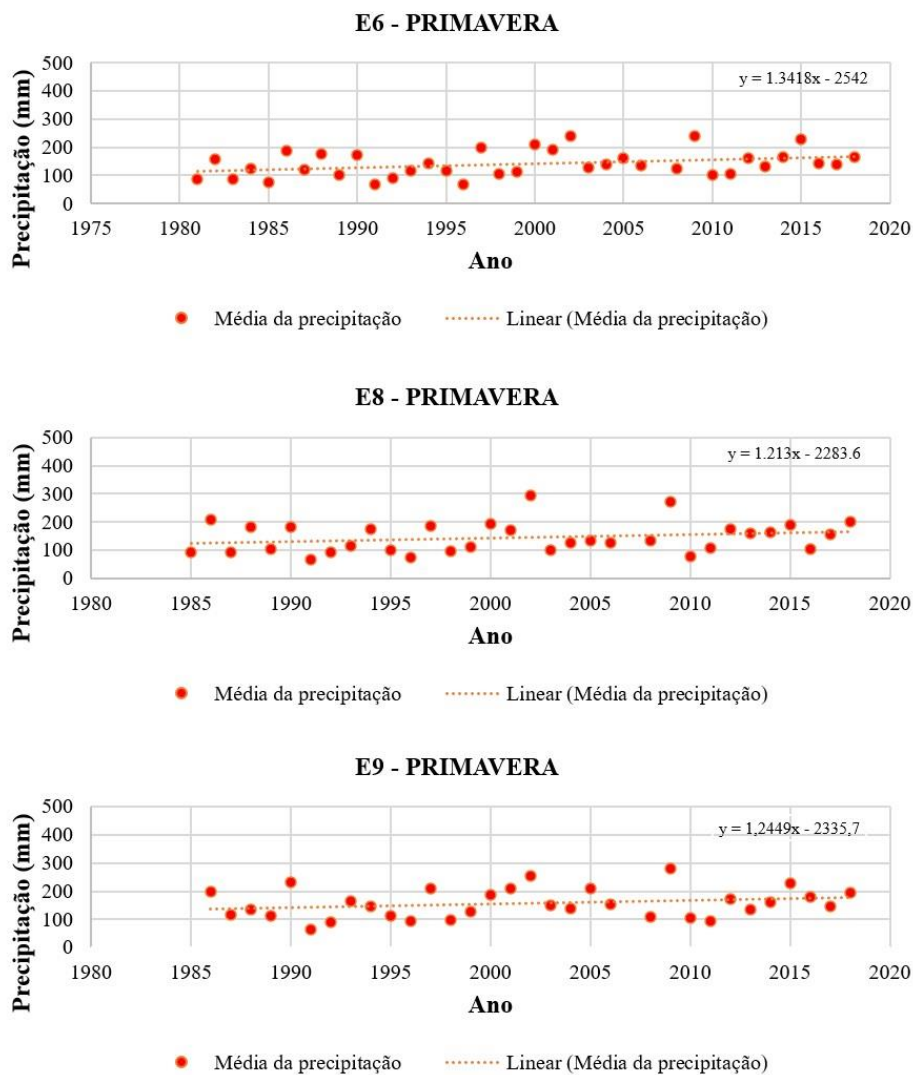 E6 - PRIMAVERA
Precipitação (mm)
500
400
300
200
100
0
y = 1.3418x - 2542
1975 1980 1985 1990 1995 2000 2005 2010 2015 2020
Ano
Média da precipitação Linear (Média da precipitação)
E8 - PRIMAVERA
Precipitação (mm)
500
400
300
200
100
0
y = 1.213x - 2283.6
1980 1985 1990 1995 2000 2005 2010 2015 2020
Ano
Média da precipitação Linear (Média da precipitação)
E9 - PRIMAVERA
Precipitação (mm)
500
400
300
200
100
0
y = 1,2449x - 2335,7
1980 1985 1990 1995 2000 2005 2010 2015 2020
Ano
Média da precipitação Linear (Média da precipitação)